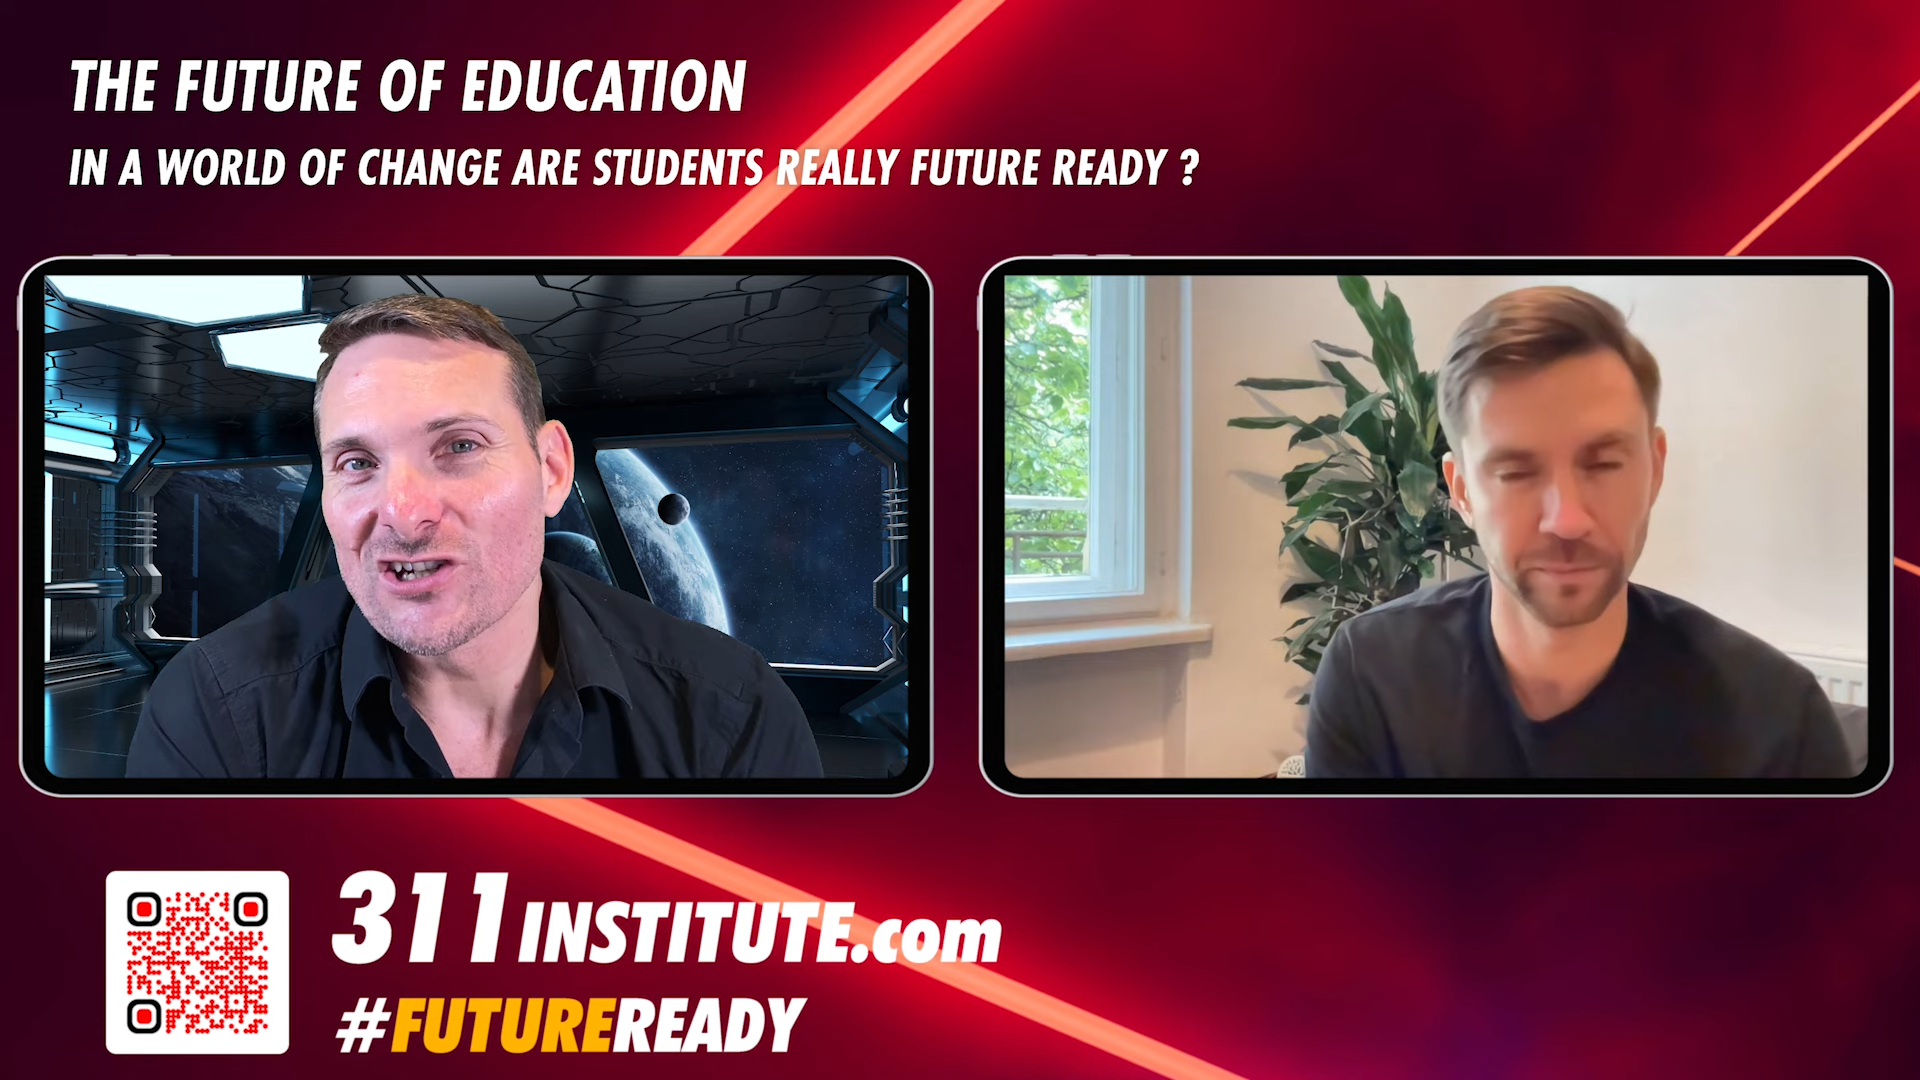 THE FUTURE OF EDUCATION
IN A WORLD OF CHANGE ARE STUDENTS REALLY FUTURE READY ?
311INSTITUTE.com
#FUTUREREADY